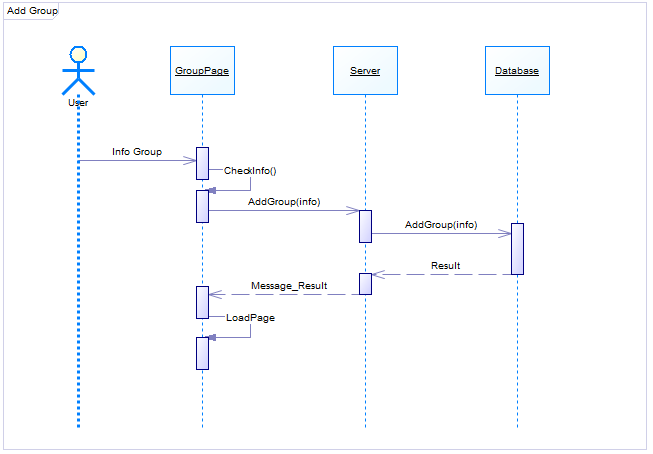 Add Group
GroupPage
Server
Database
User
Info Group
CheckInfo()
AddGroup(info)
AddGroup(info)
Result
Message_Result
LoadPage